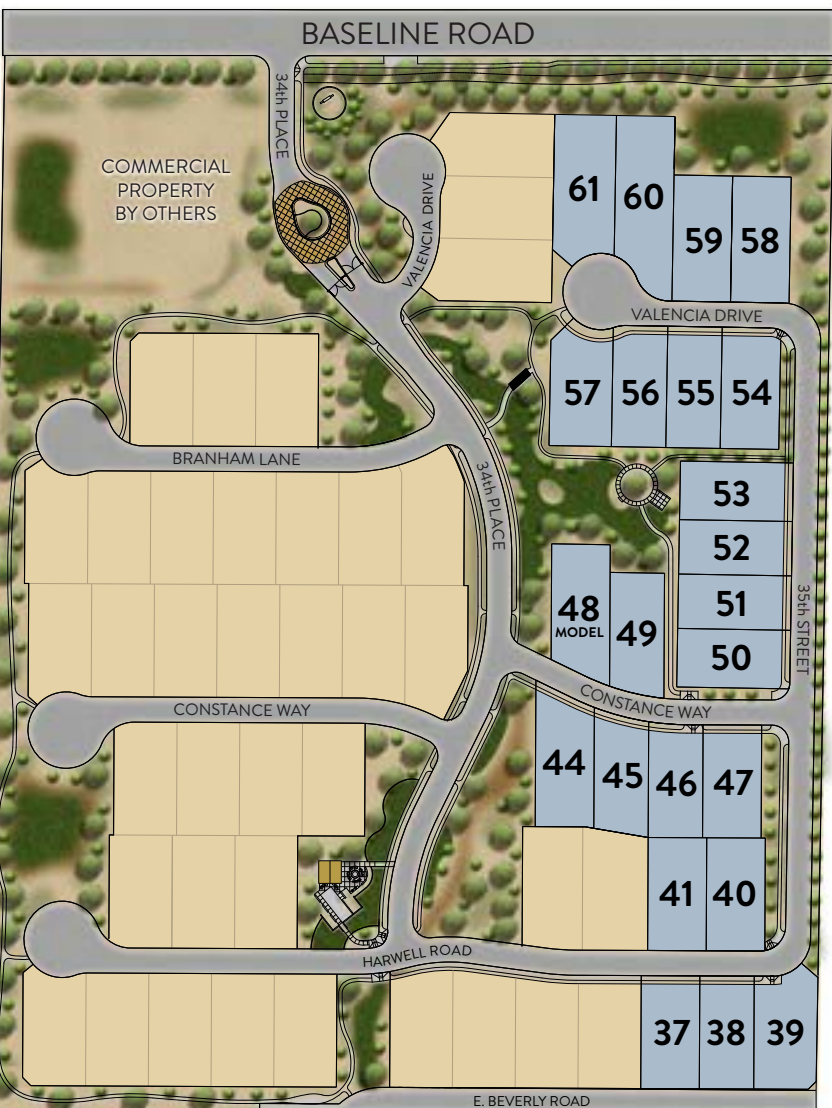 BASELINE ROAD
34th PLACE
COMMERCIAL
PROPERTY
BY OTHERS
VALENCIA DRIVE
61
60
59
58
VALENCIA DRIVE
57
56
55
54
BRANHAM LANE
34th PLACE
53
52
51
50
35th STREET
48
MODEL
49
CONSTANCE WAY
CONSTANCE WAY
44
45
46
47
41
40
HARWELL ROAD
37
38
39
E. BEVERLY ROAD